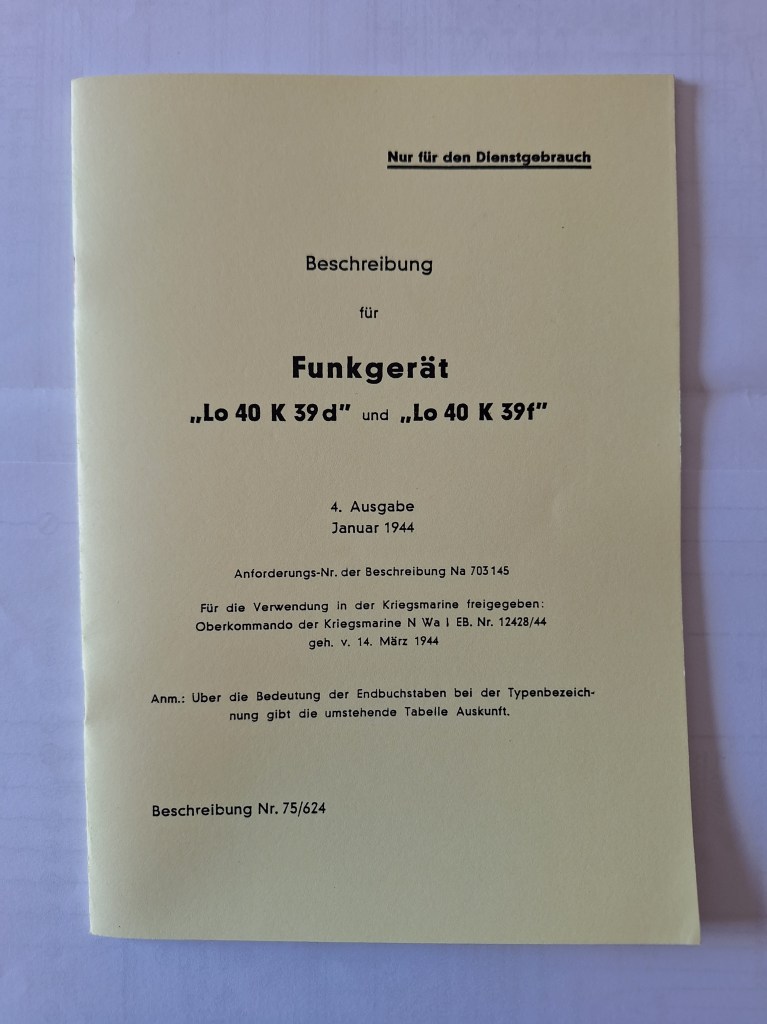 Nur für den Dienstgebrauch
Beschreibung
für
Funkgerät
„Lo 40 K 39d” und „Lo 40 K 39f”
4. Ausgabe
Januar 1944
Anforderungs-Nr. der Beschreibung Na 703145
Für die Verwendung in der Kriegsmarine freigegeben:
Oberkommando der Kriegsmarine N Wa I EB. Nr. 12428/44
geh. v. 14. März 1944
Anm.: Uber die Bedeutung der Endbuchstaben bei der Typenbezeich-
nung gibt die umstehende Tabelle Auskunft.
Beschreibung Nr. 75/624